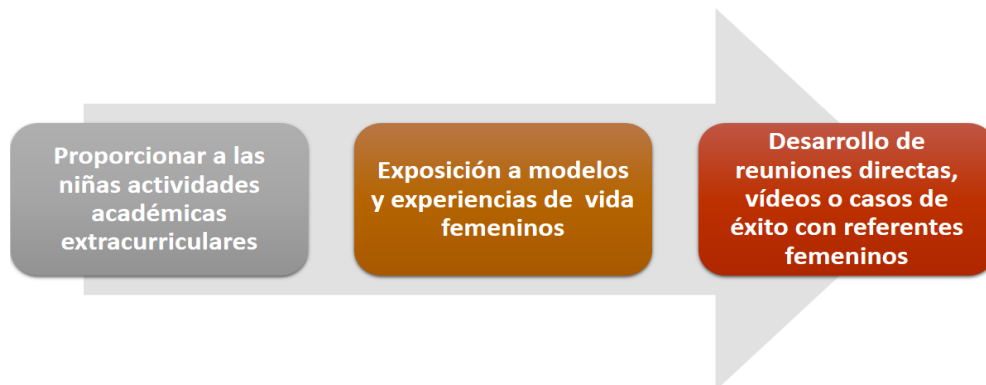 Proporcionar a las
niñas actividades
académicas
extracurriculares
Exposición a modelos
y experiencias de vida
femeninos
Desarrollo de
reuniones directas,
vídeos o casos de
éxito con referentes
femeninos